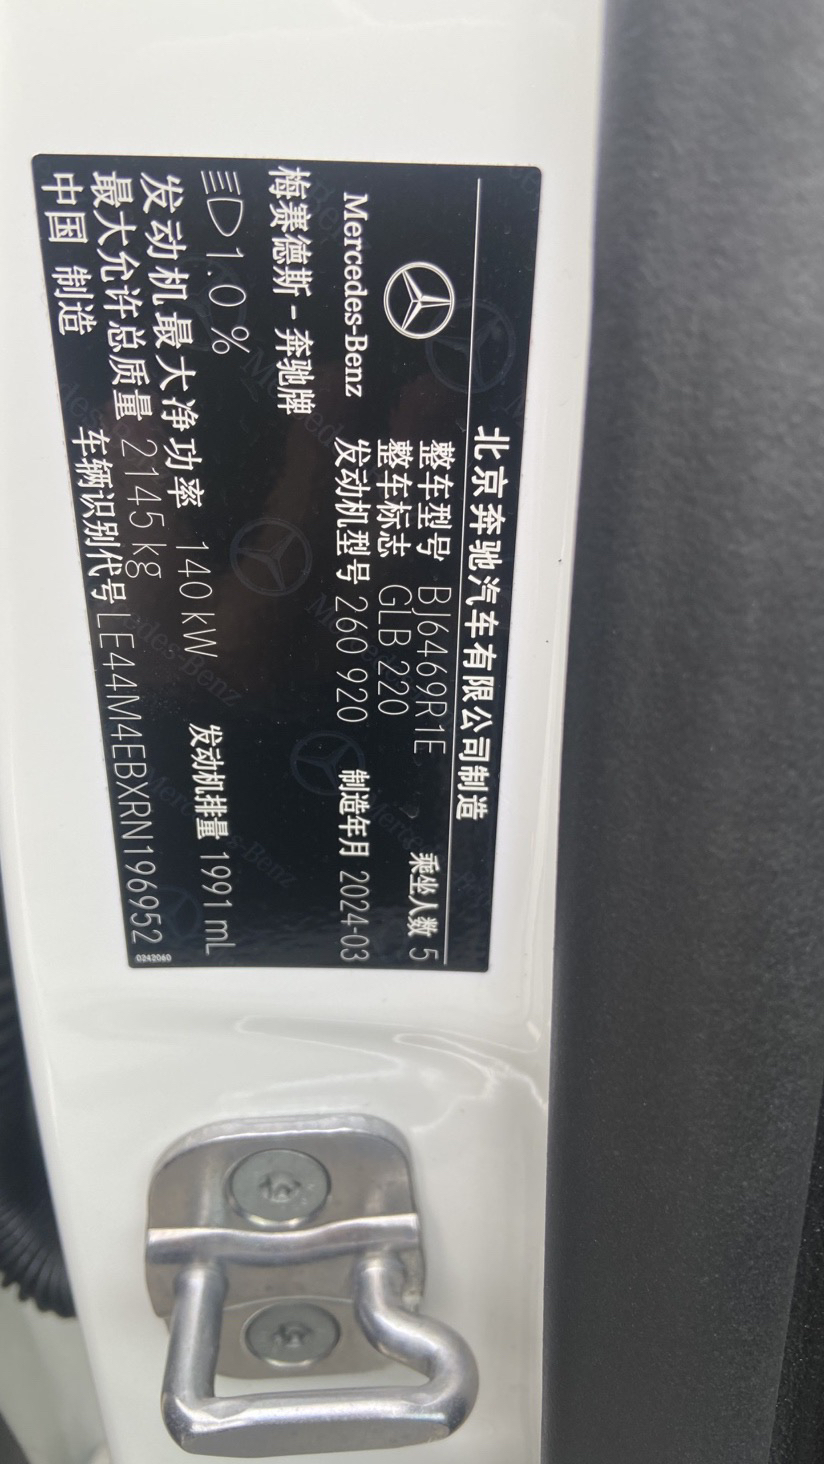 北京奔驰汽车有限公司制造
整车型号 BJ6469R1E 乘坐人数 5
整车标志 GLB 220
Mercedes-Benz 发动机型号 260 920 制造年月 2024-03
梅赛德斯-奔驰牌
1.0%
发动机最大净功率 140 kW 发动机排量 1991 mL
最大允许总质量 2145 kg
中国 制造 车辆识别代号 LE44M4EBXRN196952
0242060